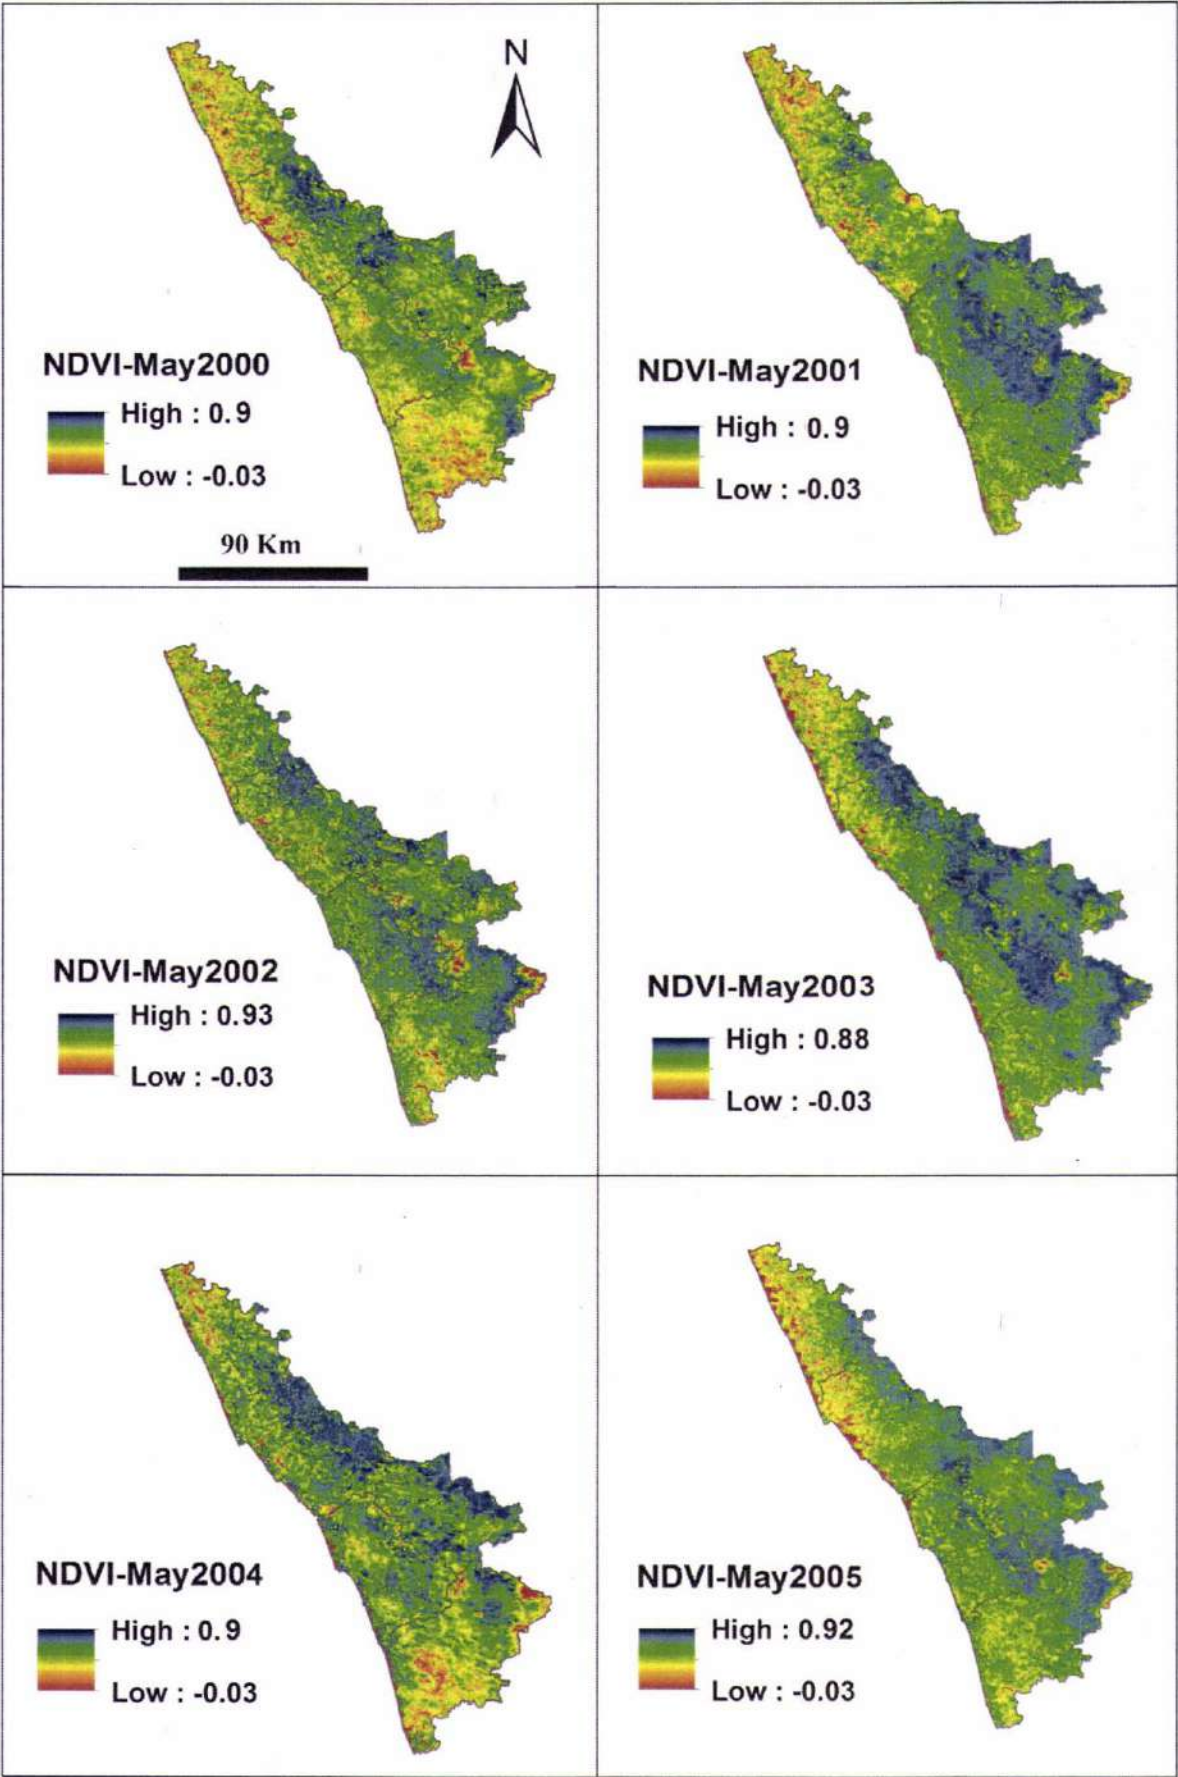 N
NDVI-May2000
High : 0.9
Low : -0.03
90 Km
NDVI-May2001
High : 0.9
Low : -0.03
NDVI-May2002
High : 0.93
Low : -0.03
NDVI-May2003
High : 0.88
Low : -0.03
NDVI-May2004
High : 0.9
Low : -0.03
NDVI-May2005
High : 0.92
Low : -0.03